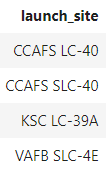 launch_site
CCAFS LC-40
CCAFS SLC-40
KSC LC-39A
VAFB SLC-4E